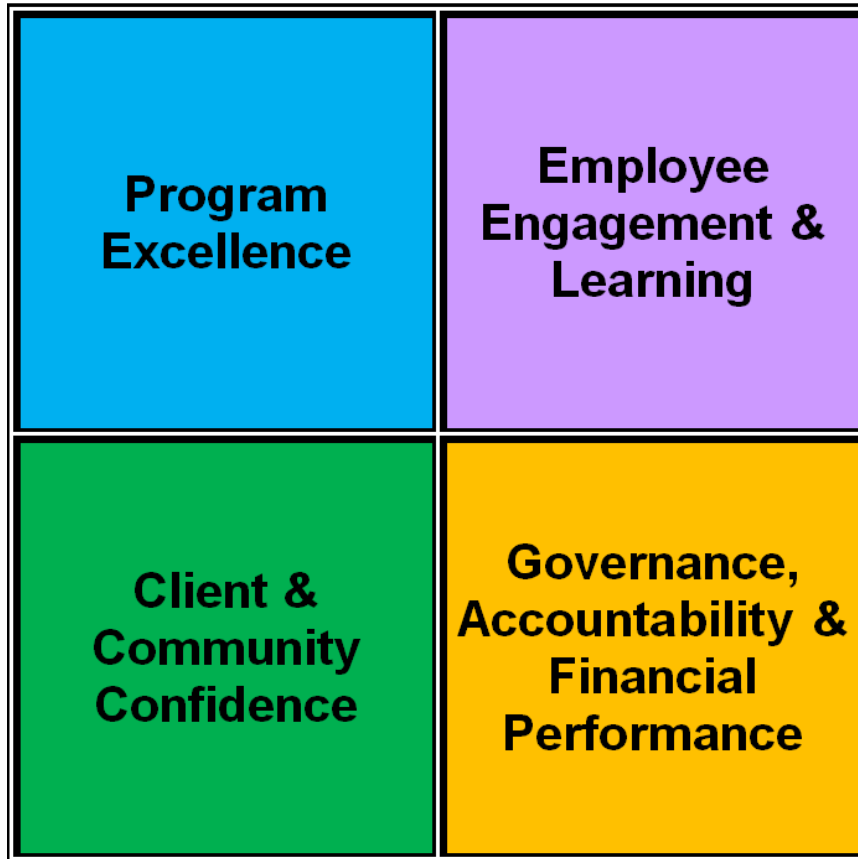 Program
Excellence
Employee
Engagement &
Learning
Client &
Community
Confidence
Governance,
Accountability &
Financial
Performance